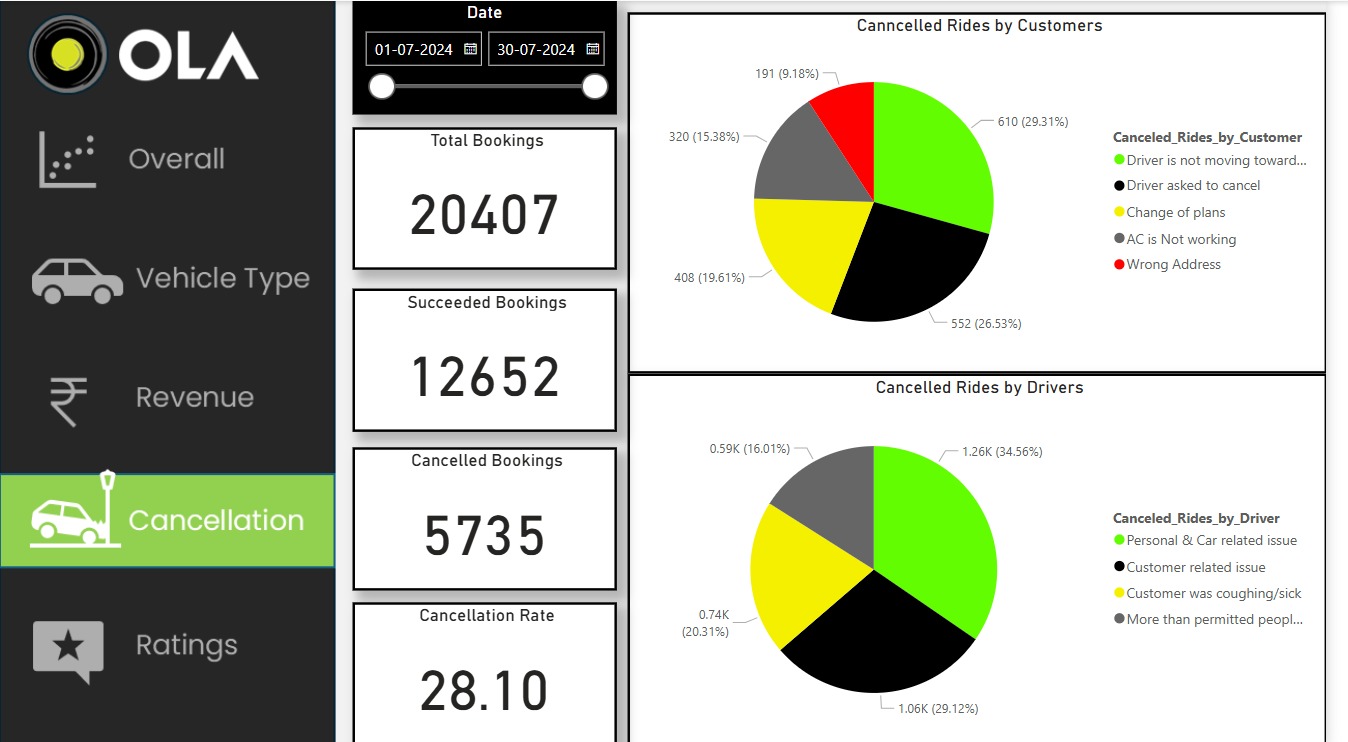 OLA
Overall
Vehicle Type
Revenue
Cancellation
Ratings
Date
01-07-2024
30-07-2024
Total Bookings
20407
Succeeded Bookings
12652
Cancelled Bookings
5735
Cancellation Rate
28.10
Canncelled Rides by Customers
191 (9.18%)
610 (29.31%)
320 (15.38%)
408 (19.61%)
552 (26.53%)
Canceled_Rides_by_Customer
Driver is not moving toward...
Driver asked to cancel
Change of plans
AC is Not working
Wrong Address
Cancelled Rides by Drivers
0.59K (16.01%)
1.26K (34.56%)
0.74K
(20.31%)
1.06K (29.12%)
Canceled_Rides_by_Driver
Personal & Car related issue
Customer related issue
Customer was coughing/sick
More than permitted peopl...